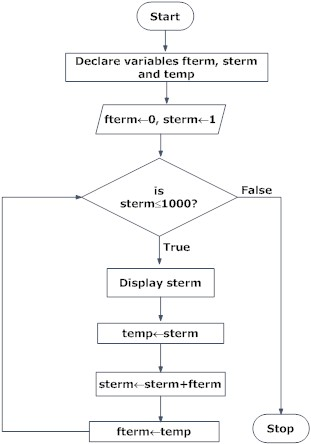 Start
Declare variables fterm, sterm
and temp
fterm←0, sterm←1
is
sterm≤1000?
False
True
Display sterm
temp←sterm
sterm←sterm+fterm
fterm←temp
Stop